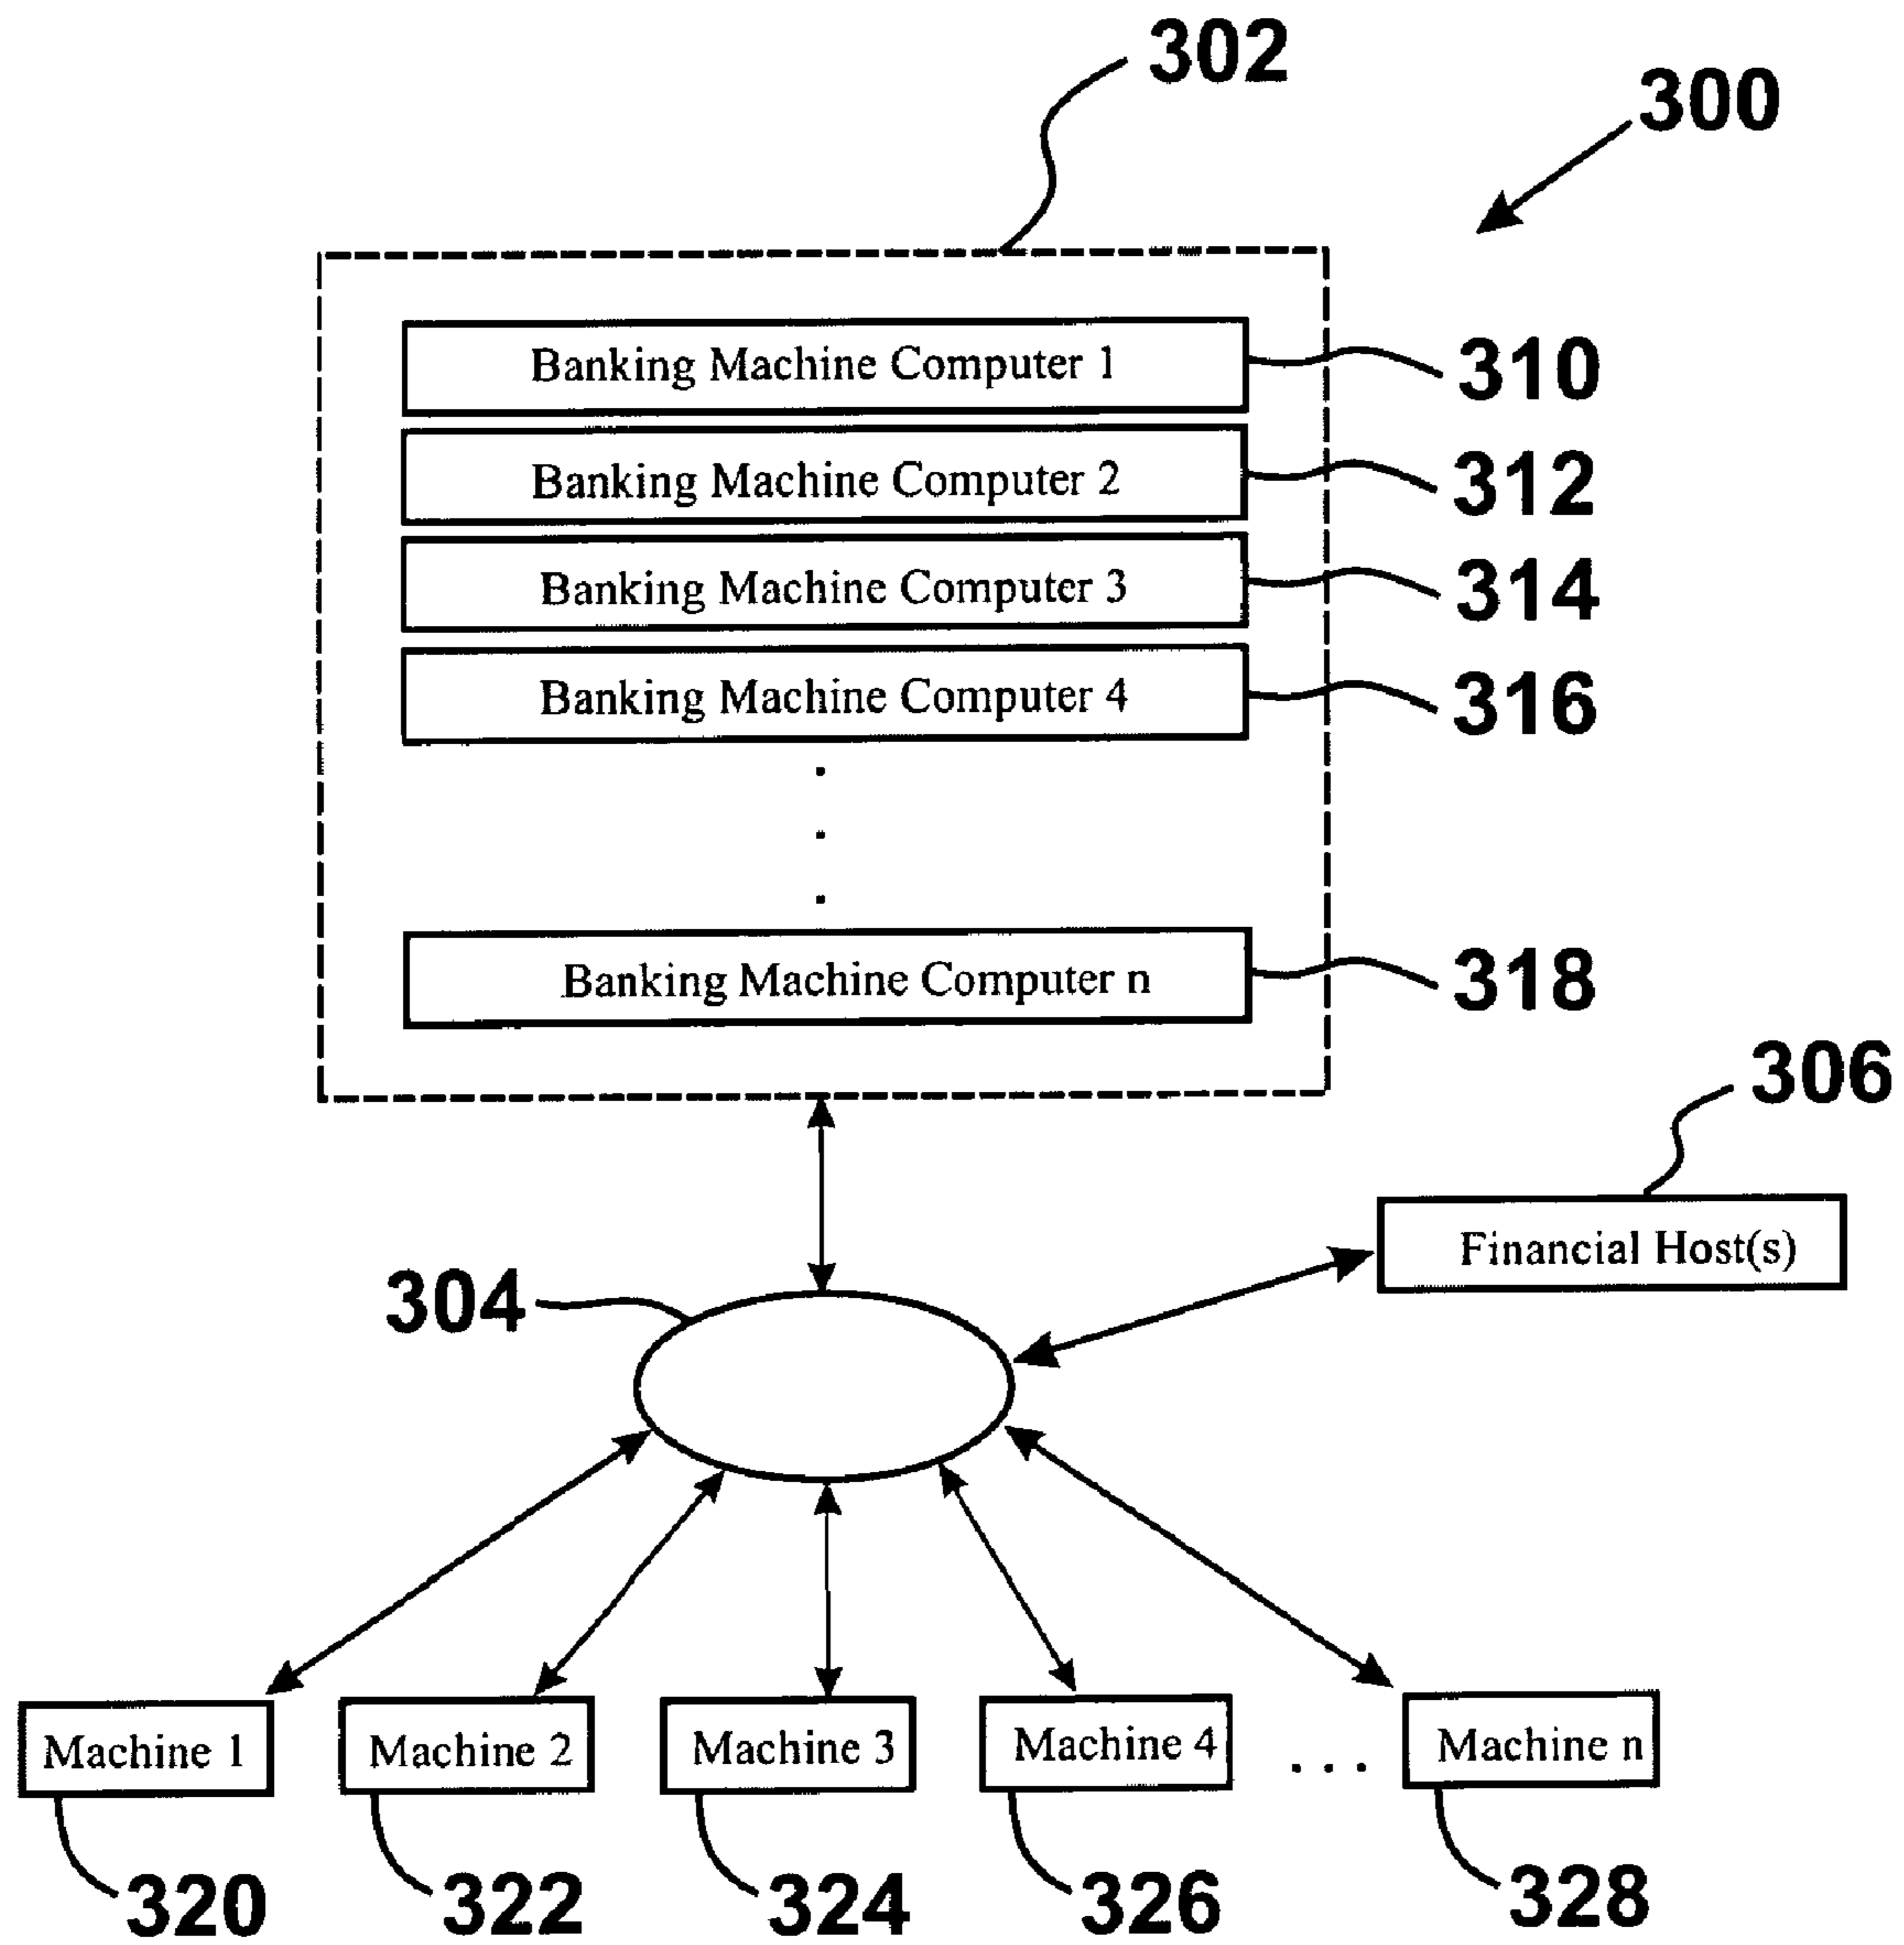 302
300
Banking Machine Computer 1
310
Banking Machine Computer 2
312
Banking Machine Computer 3
314
Banking Machine Computer 4
316
.
.
.
Banking Machine Computer n
318
306
Financial Host(s)
304
Machine 1
Machine 2
Machine 3
Machine 4
. . .
Machine n
320
322
324
326
328